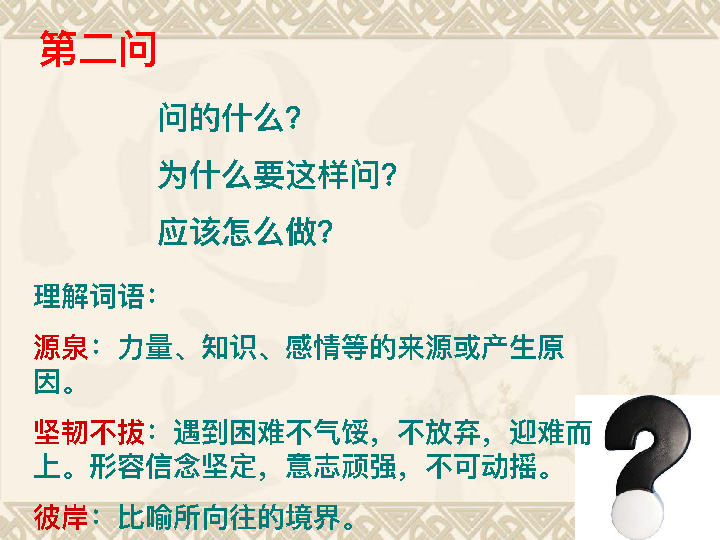 第二问
问的什么？
为什么要这样问？
应该怎么做？
理解词语：
源泉：力量、知识、感情等的来源或产生原
因。
坚韧不拔：遇到困难不气馁，不放弃，迎难而
上。形容信念坚定，意志顽强，不可动摇。
彼岸：比喻所向往的境界。